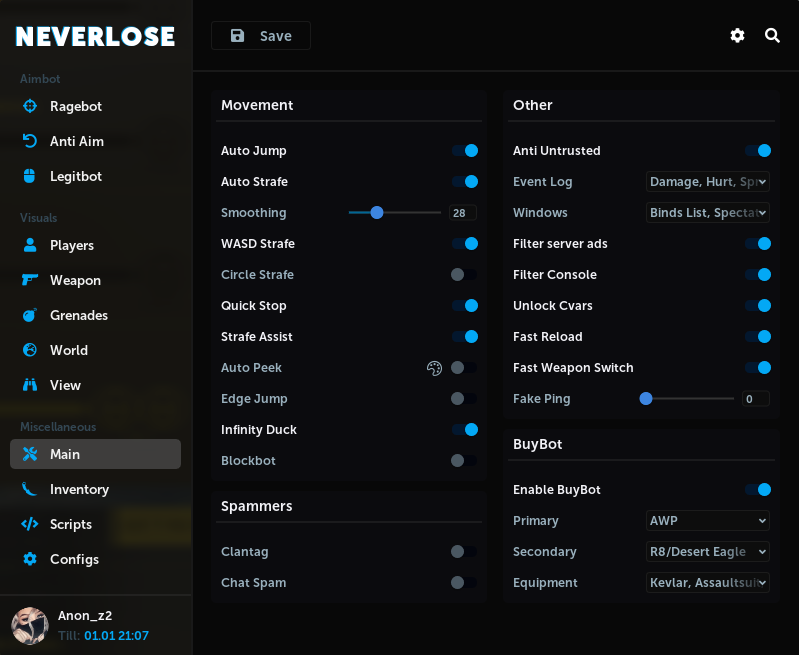 NEVERLOSE
Aimbot
Ragebot
Anti Aim
Legitbot
Visuals
Players
Weapon
Grenades
World
View
Miscellaneous
Main
Inventory
Scripts
Configs
Anon_z2
Till: 01.01 21:07
Save
Movement
Auto Jump
Auto Strafe
Smoothing 28
WASD Strafe
Circle Strafe
Quick Stop
Strafe Assist
Auto Peek
Edge Jump
Infinity Duck
Blockbot
Spammers
Clantag
Chat Spam
Other
Anti Untrusted
Event Log Damage, Hurt, Spr
Windows Binds List, Spectat
Filter server ads
Filter Console
Unlock Cvars
Fast Reload
Fast Weapon Switch
Fake Ping 0
BuyBot
Enable BuyBot
Primary AWP
Secondary R8/Desert Eagle
Equipment Kevlar, Assaultsuit